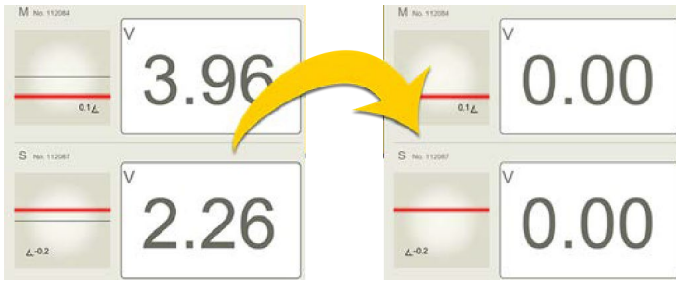 M No. 112084
V
3.96
0.1∠
S No. 112087
V
2.26
∠-0.2
M No. 112084
V
0.00
0.1∠
S No. 112087
V
0.00
∠-0.2